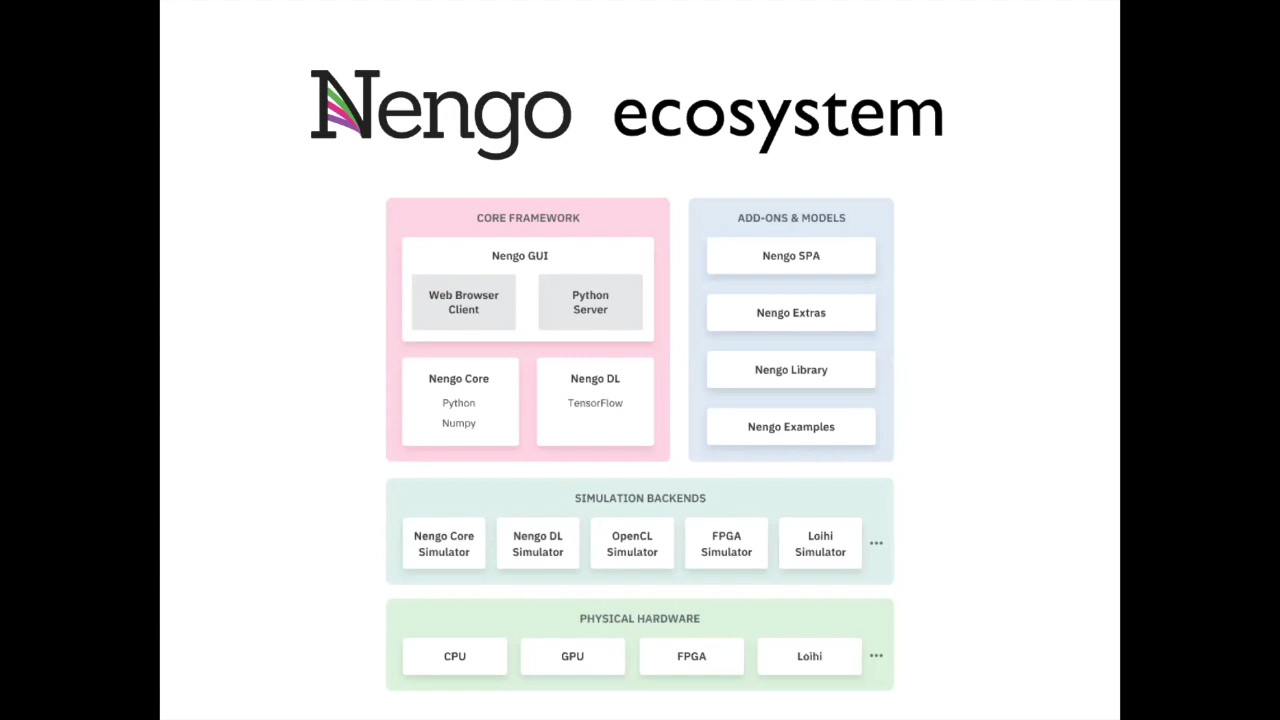 Nengo ecosystem
CORE FRAMEWORK
Nengo GUI
Web Browser
Client
Python
Server
Nengo Core
Python
Numpy
Nengo DL
TensorFlow
ADD-ONS & MODELS
Nengo SPA
Nengo Extras
Nengo Library
Nengo Examples
SIMULATION BACKENDS
Nengo Core
Simulator
Nengo DL
Simulator
OpenCL
Simulator
FPGA
Simulator
Loihi
Simulator
...
PHYSICAL HARDWARE
CPU
GPU
FPGA
Loihi
...